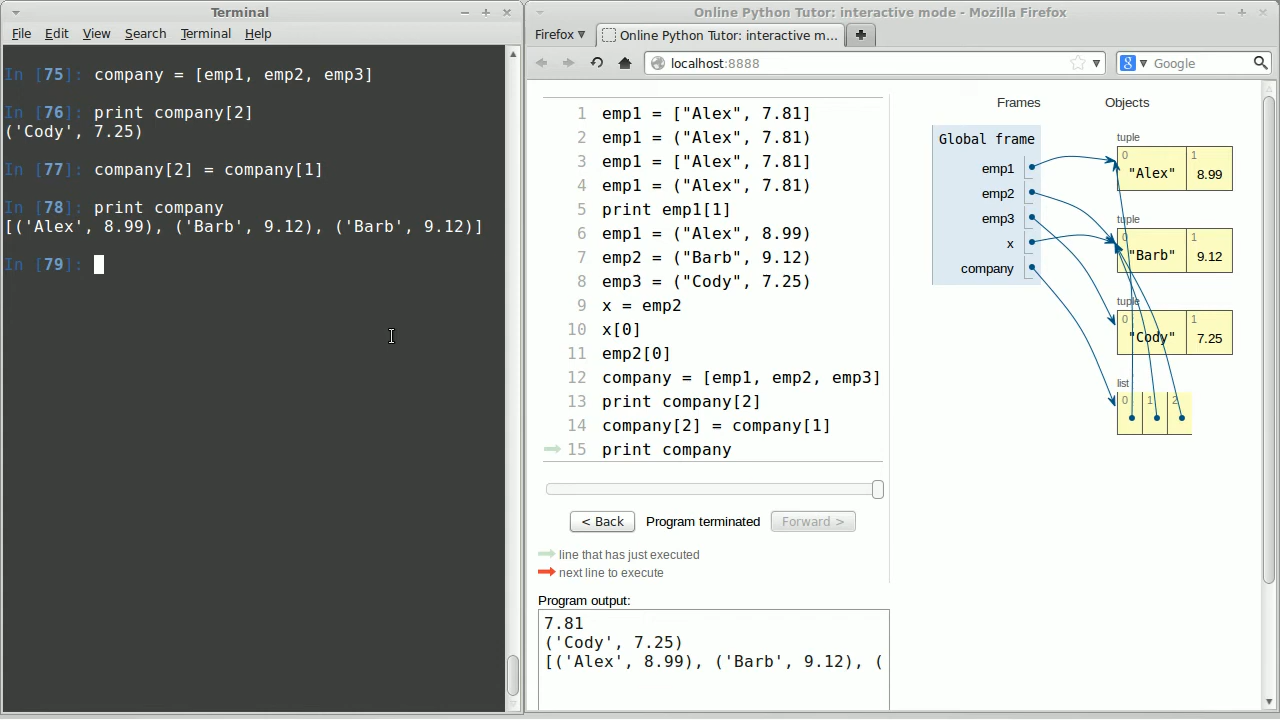 Terminal
File Edit View Search Terminal Help
In [75]: company = [emp1, emp2, emp3]
In [76]: print company[2]
('Cody', 7.25)
In [77]: company[2] = company[1]
In [78]: print company
[('Alex', 8.99), ('Barb', 9.12), ('Barb', 9.12)]
In [79]:
Online Python Tutor: interactive mode - Mozilla Firefox
Firefox
Online Python Tutor: interactive m...
localhost:8888
Google
1 emp1 = ["Alex", 7.81]
2 emp1 = ("Alex", 7.81)
3 emp1 = ["Alex", 7.81]
4 emp1 = ("Alex", 7.81)
5 print emp1[1]
6 emp1 = ("Alex", 8.99)
7 emp2 = ("Barb", 9.12)
8 emp3 = ("Cody", 7.25)
9 x = emp2
10 x[0]
11 emp2[0]
12 company = [emp1, emp2, emp3]
13 print company[2]
14 company[2] = company[1]
15 print company
< Back Program terminated Forward >
line that has just executed
next line to execute
Program output:
7.81
('Cody', 7.25)
[('Alex', 8.99), ('Barb', 9.12), (
Frames Objects
Global frame
emp1
emp2
emp3
x
company
tuple
0 1
"Alex" 8.99
tuple
0 1
"Barb" 9.12
tuple
0 1
"Cody" 7.25
list
0 1 2